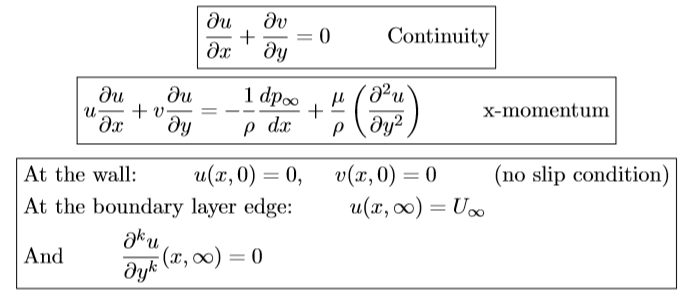 ∂u/∂x + ∂v/∂y = 0 Continuity
u ∂u/∂x + v ∂u/∂y = −(1/ρ) dp∞/dx + (μ/ρ) (∂²u/∂y²) x-momentum
At the wall: u(x, 0) = 0, v(x, 0) = 0 (no slip condition)
At the boundary layer edge: u(x, ∞) = U∞
And ∂ᵏu/∂yᵏ (x, ∞) = 0